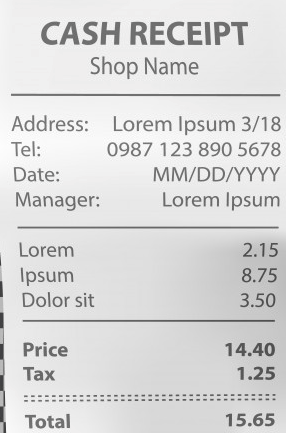 CASH RECEIPT
Shop Name
Address: Lorem Ipsum 3/18
Tel: 0987 123 890 5678
Date: MM/DD/YYYY
Manager: Lorem Ipsum
Lorem 2.15
Ipsum 8.75
Dolor sit 3.50
Price 14.40
Tax 1.25
Total 15.65